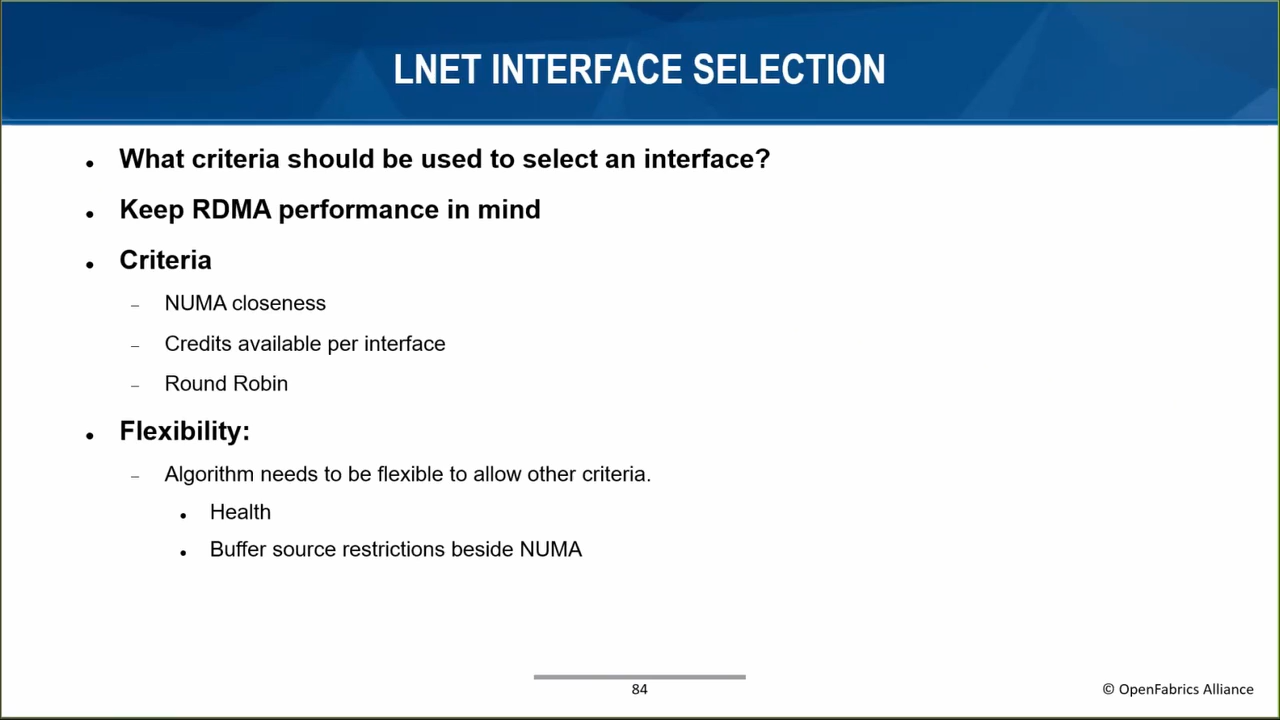 LNET INTERFACE SELECTION
• What criteria should be used to select an interface?
• Keep RDMA performance in mind
• Criteria
– NUMA closeness
– Credits available per interface
– Round Robin
• Flexibility:
– Algorithm needs to be flexible to allow other criteria.
• Health
• Buffer source restrictions beside NUMA
84
© OpenFabrics Alliance